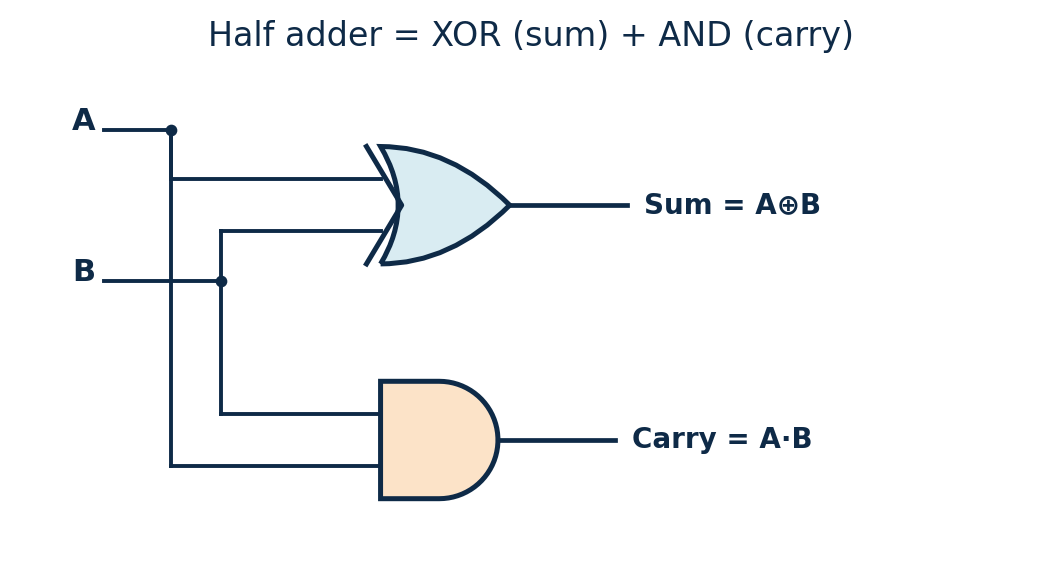 Half adder = XOR (sum) + AND (carry)
A
Sum = A⊕B
B
Carry = A·B